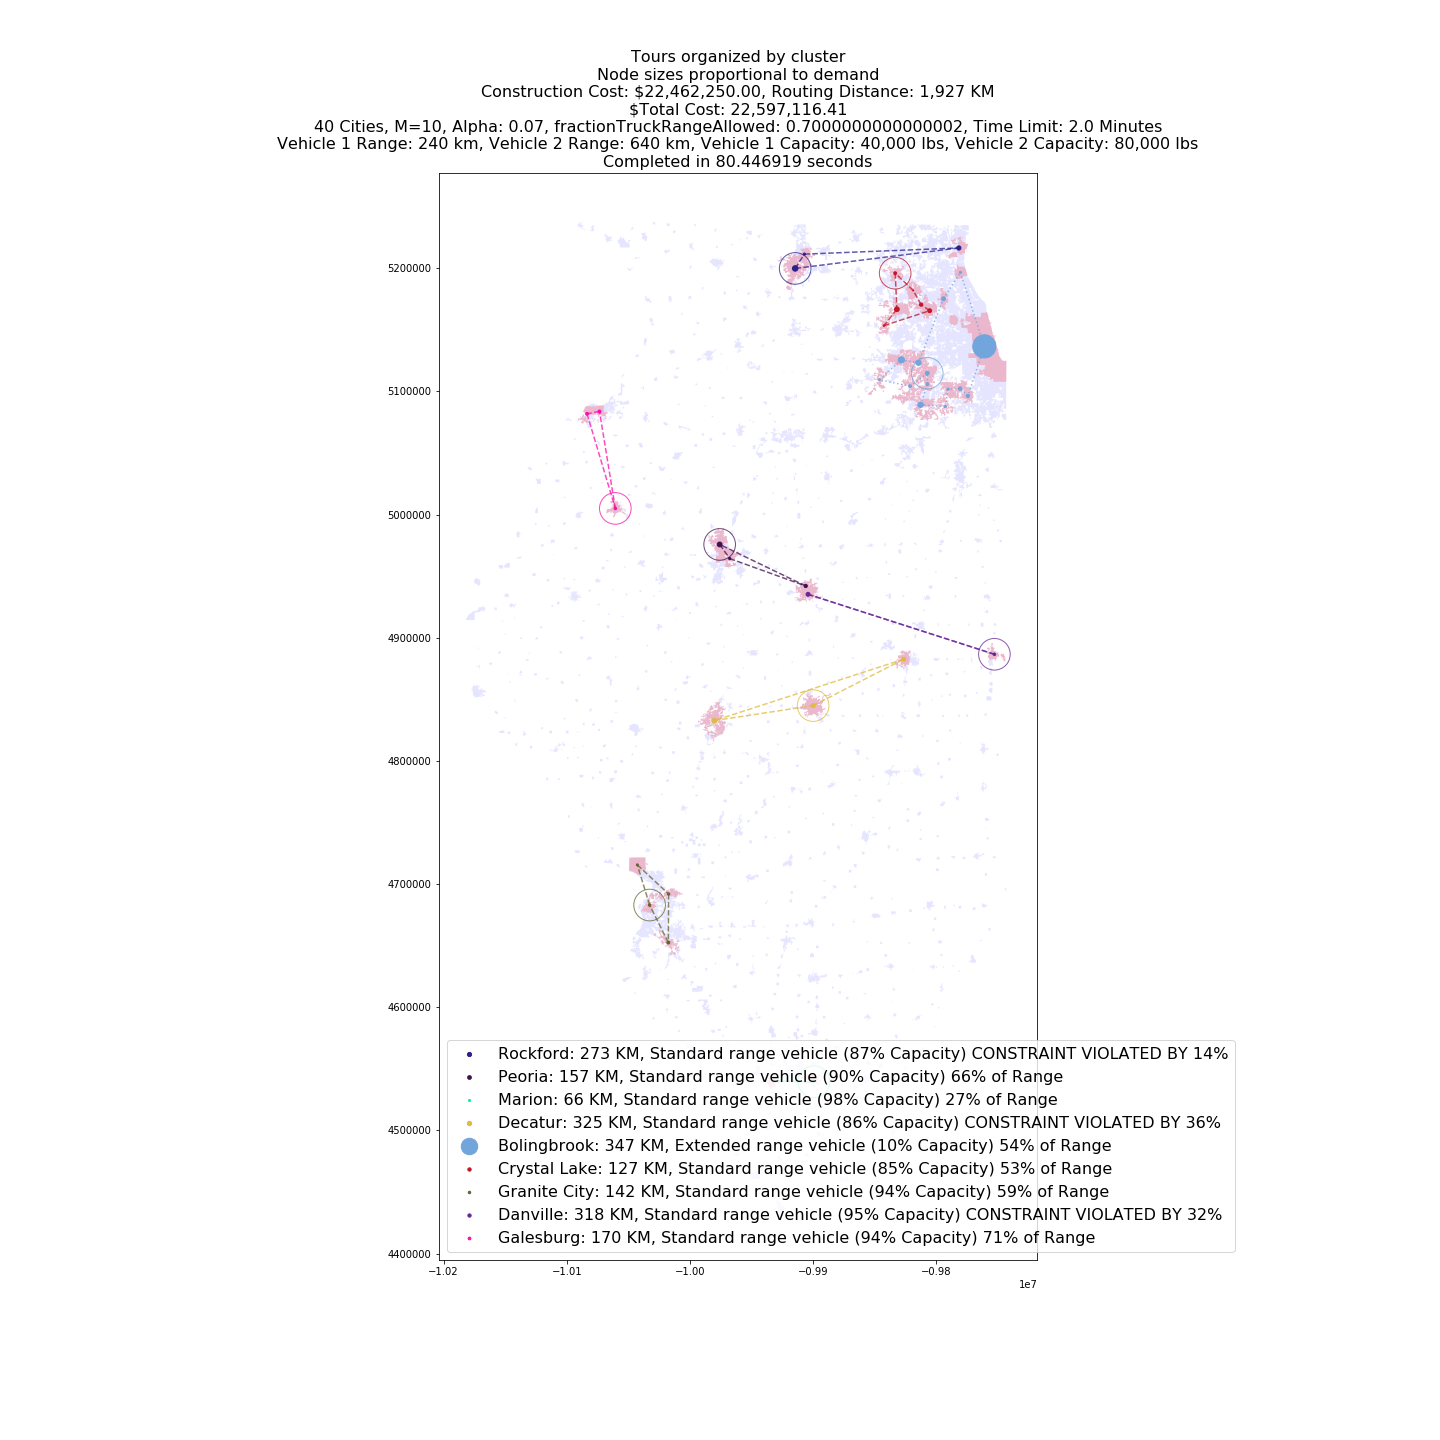 Tours organized by cluster
Node sizes proportional to demand
Construction Cost: $22,462,250.00, Routing Distance: 1,927 KM
$Total Cost: 22,597,116.41
40 Cities, M=10, Alpha: 0.07, fractionTruckRangeAllowed: 0.7000000000000002, Time Limit: 2.0 Minutes
Vehicle 1 Range: 240 km, Vehicle 2 Range: 640 km, Vehicle 1 Capacity: 40,000 lbs, Vehicle 2 Capacity: 80,000 lbs
Completed in 80.446919 seconds
5200000
5100000
5000000
4900000
4800000
4700000
4600000
4500000
4400000
Rockford: 273 KM, Standard range vehicle (87% Capacity) CONSTRAINT VIOLATED BY 14%
Peoria: 157 KM, Standard range vehicle (90% Capacity) 66% of Range
Marion: 66 KM, Standard range vehicle (98% Capacity) 27% of Range
Decatur: 325 KM, Standard range vehicle (86% Capacity) CONSTRAINT VIOLATED BY 36%
Bolingbrook: 347 KM, Extended range vehicle (10% Capacity) 54% of Range
Crystal Lake: 127 KM, Standard range vehicle (85% Capacity) 53% of Range
Granite City: 142 KM, Standard range vehicle (94% Capacity) 59% of Range
Danville: 318 KM, Standard range vehicle (95% Capacity) CONSTRAINT VIOLATED BY 32%
Galesburg: 170 KM, Standard range vehicle (94% Capacity) 71% of Range
−1.02 −1.01 −1.00 −0.99 −0.98
1e7